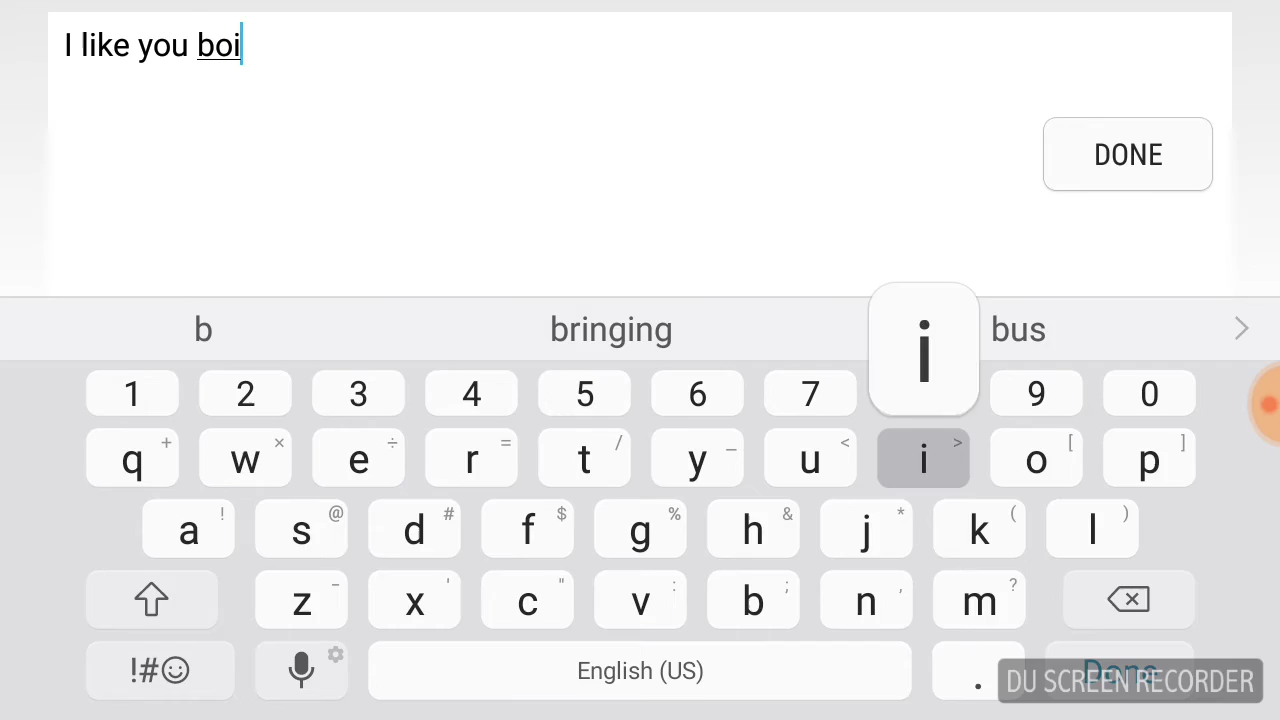 I like you boi
DONE
b bringing bus
i
1 2 3 4 5 6 7 9 0
q + w × e ÷ r = t / y _ u < i > o [ p ]
a ! s @ d # f $ g % h & j * k ( l )
z - x ' c " v : b ; n , m ?
!#☺ English (US) . Done
DU SCREEN RECORDER